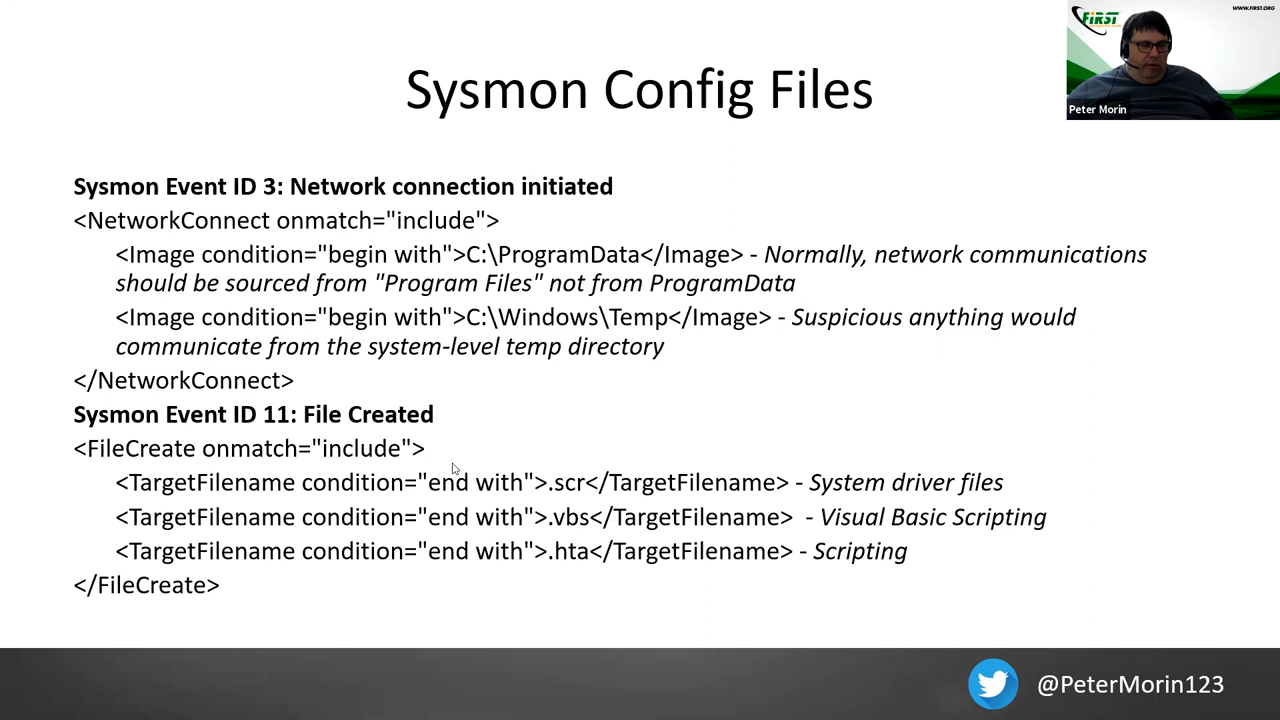 FIRST
WWW.FIRST.ORG
Peter Morin
Sysmon Config Files
Sysmon Event ID 3: Network connection initiated
<NetworkConnect onmatch="include">
<Image condition="begin with">C:\ProgramData</Image> - Normally, network communications
should be sourced from "Program Files" not from ProgramData
<Image condition="begin with">C:\Windows\Temp</Image> - Suspicious anything would
communicate from the system-level temp directory
</NetworkConnect>
Sysmon Event ID 11: File Created
<FileCreate onmatch="include">
<TargetFilename condition="end with">.scr</TargetFilename> - System driver files
<TargetFilename condition="end with">.vbs</TargetFilename>  - Visual Basic Scripting
<TargetFilename condition="end with">.hta</TargetFilename> - Scripting
</FileCreate>
@PeterMorin123